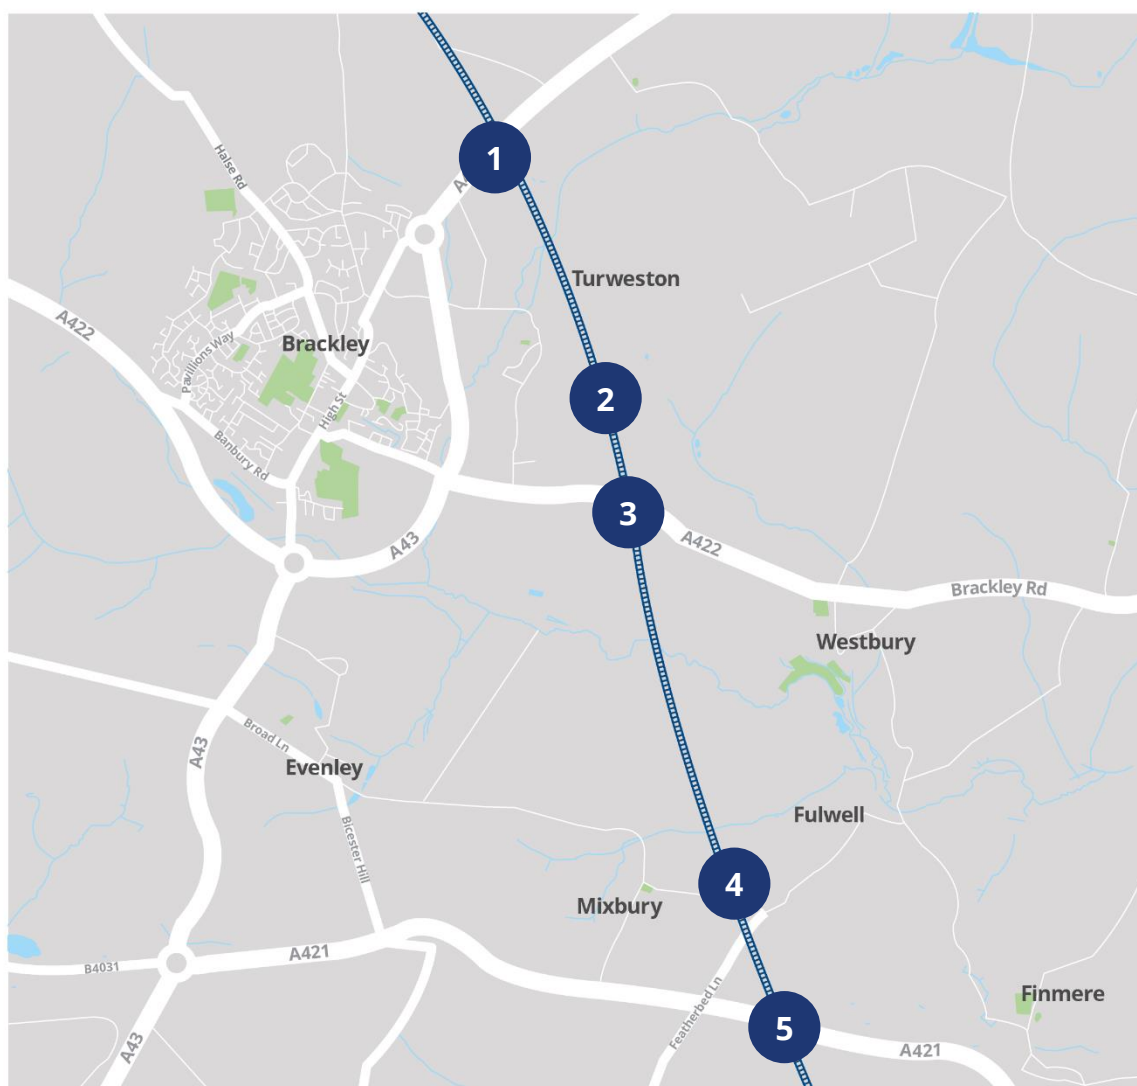 1
Halse Rd
Turweston
A422
Brackley
Pavillions Way
2
High St
Banbury Rd
3
A43
A422
Brackley Rd
Westbury
Broad Ln
A43
Evenley
Fulwell
Bicester Hill
4
Mixbury
A421
B4031
Finmere
Featherbed Ln
5
A43
A421